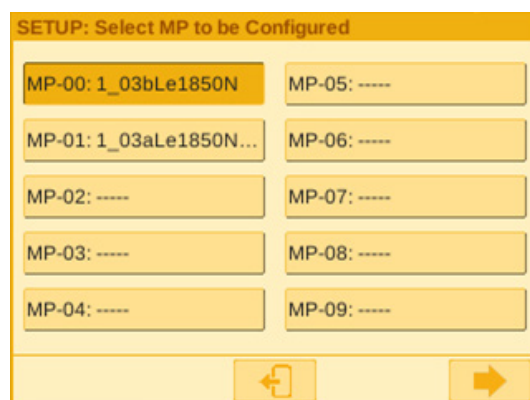 SETUP: Select MP to be Configured
MP-00: 1_03bLe1850N
MP-01: 1_03aLe1850N...
MP-02: -----
MP-03: -----
MP-04: -----
MP-05: -----
MP-06: -----
MP-07: -----
MP-08: -----
MP-09: -----